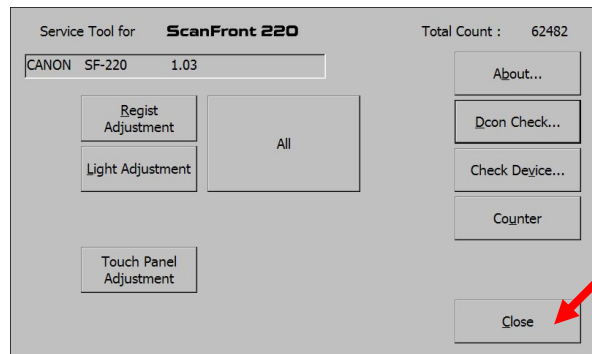 Service Tool for ScanFront 220 Total Count : 62482
CANON SF-220 1.03
About...
Regist
Adjustment
All
Dcon Check...
Light Adjustment
Check Device...
Counter
Touch Panel
Adjustment
Close